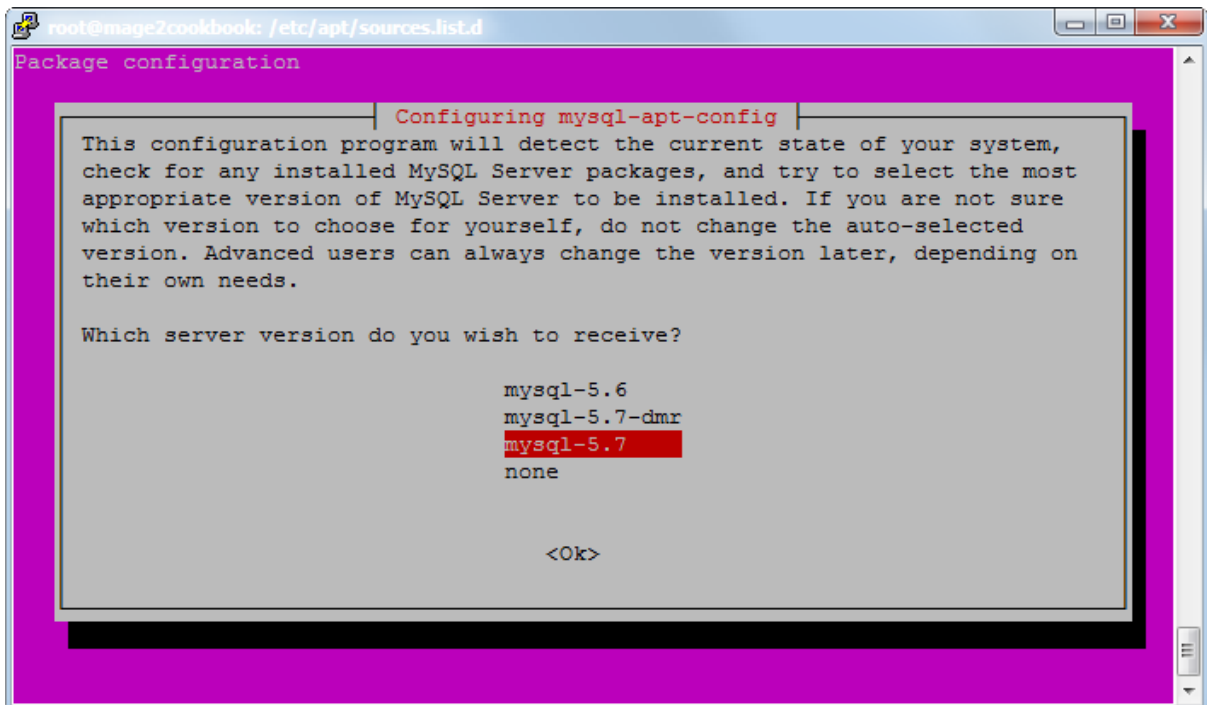 root@mage2cookbook: /etc/apt/sources.list.d
Package configuration
Configuring mysql-apt-config
This configuration program will detect the current state of your system,
check for any installed MySQL Server packages, and try to select the most
appropriate version of MySQL Server to be installed. If you are not sure
which version to choose for yourself, do not change the auto-selected
version. Advanced users can always change the version later, depending on
their own needs.
Which server version do you wish to receive?
mysql-5.6
mysql-5.7-dmr
mysql-5.7
none
<Ok>